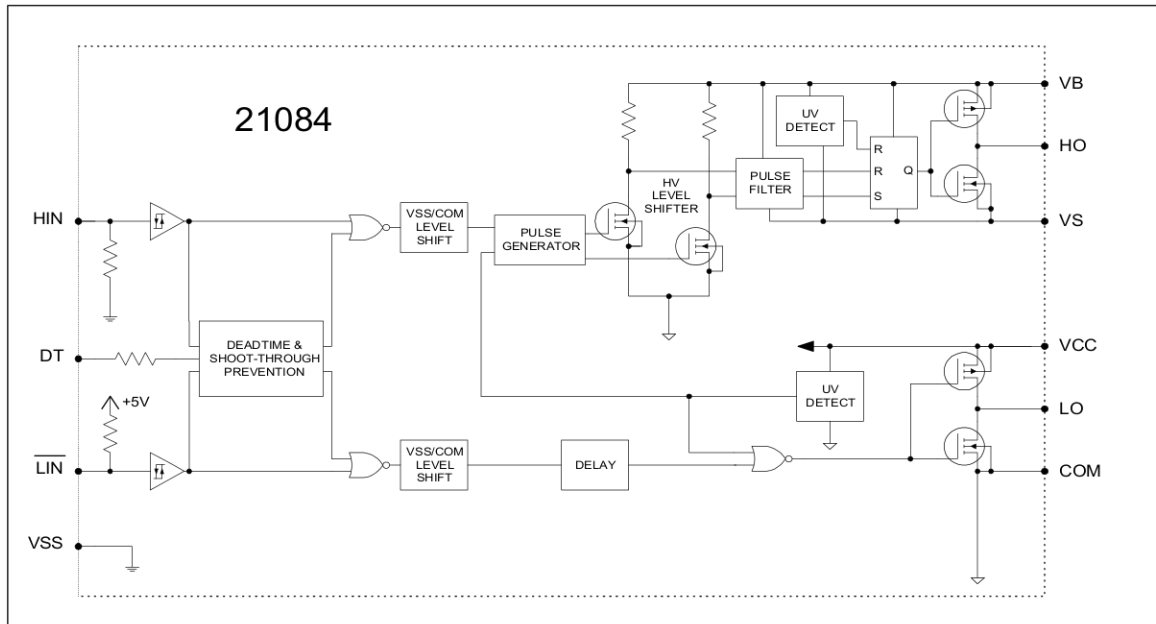 21084
VB
UV
DETECT
HO
R
R
Q
S
PULSE
FILTER
HV
LEVEL
SHIFTER
HIN
VSS/COM
LEVEL
SHIFT
PULSE
GENERATOR
VS
DT
DEADTIME &
SHOOT-THROUGH
PREVENTION
VCC
UV
DETECT
+5V
LO
LIN
VSS/COM
LEVEL
SHIFT
DELAY
COM
VSS